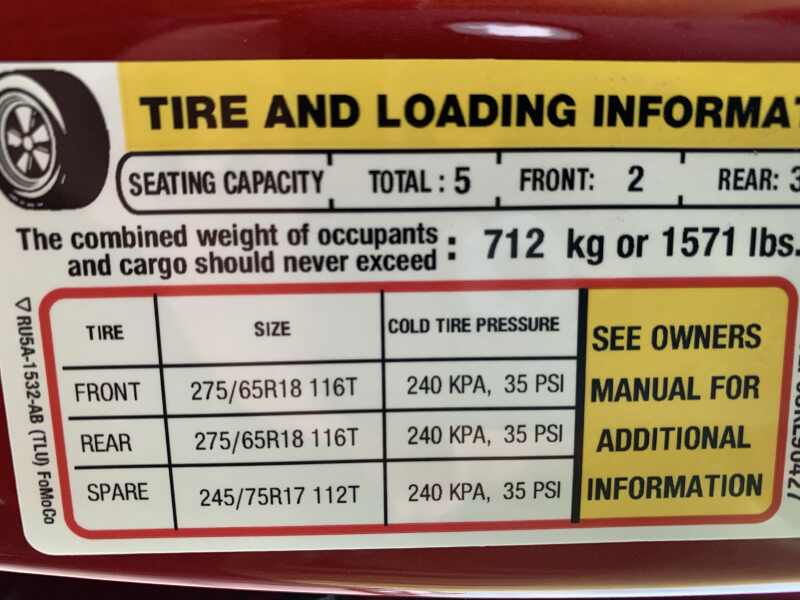 TIRE AND LOADING INFORMAT
SEATING CAPACITY TOTAL : 5 FRONT: 2 REAR: 3
The combined weight of occupants and cargo should never exceed : 712 kg or 1571 lbs.
TIRE SIZE COLD TIRE PRESSURE
FRONT 275/65R18 116T 240 KPA, 35 PSI
REAR 275/65R18 116T 240 KPA, 35 PSI
SPARE 245/75R17 112T 240 KPA, 35 PSI
SEE OWNERS
MANUAL FOR
ADDITIONAL
INFORMATION
RU5A-1532-AB (TLU) FoMoCo